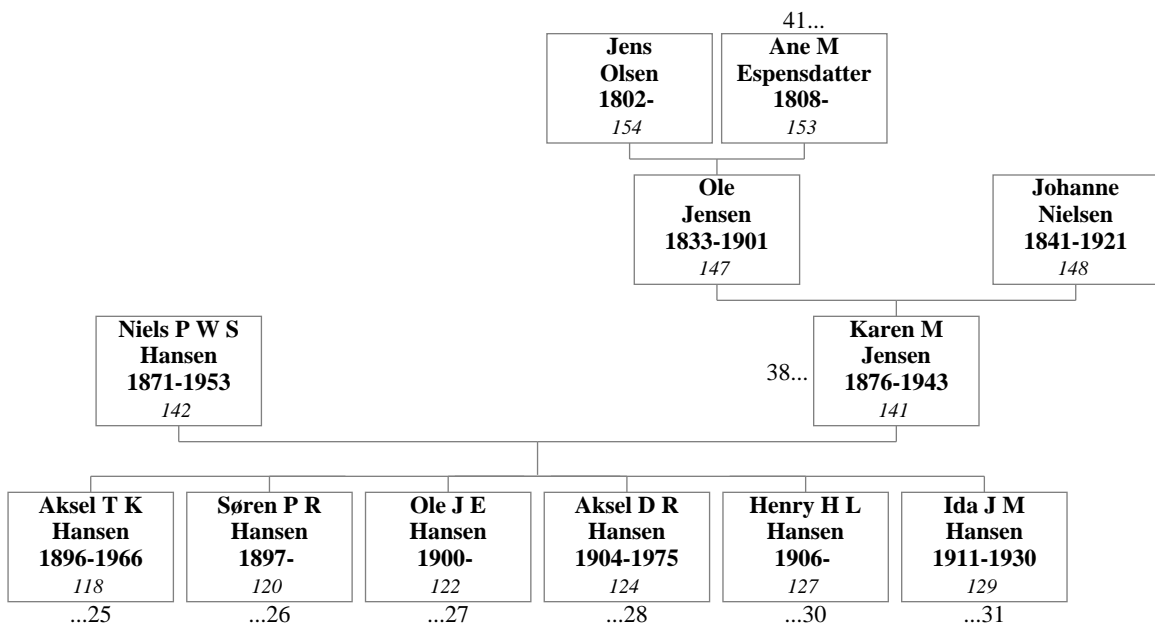 41...
Jens
Olsen
1802-
154
Ane M
Espensdatter
1808-
153
Ole
Jensen
1833-1901
147
Johanne
Nielsen
1841-1921
148
Niels P W S
Hansen
1871-1953
142
38...
Karen M
Jensen
1876-1943
141
Aksel T K
Hansen
1896-1966
118
...25
Søren P R
Hansen
1897-
120
...26
Ole J E
Hansen
1900-
122
...27
Aksel D R
Hansen
1904-1975
124
...28
Henry H L
Hansen
1906-
127
...30
Ida J M
Hansen
1911-1930
129
...31